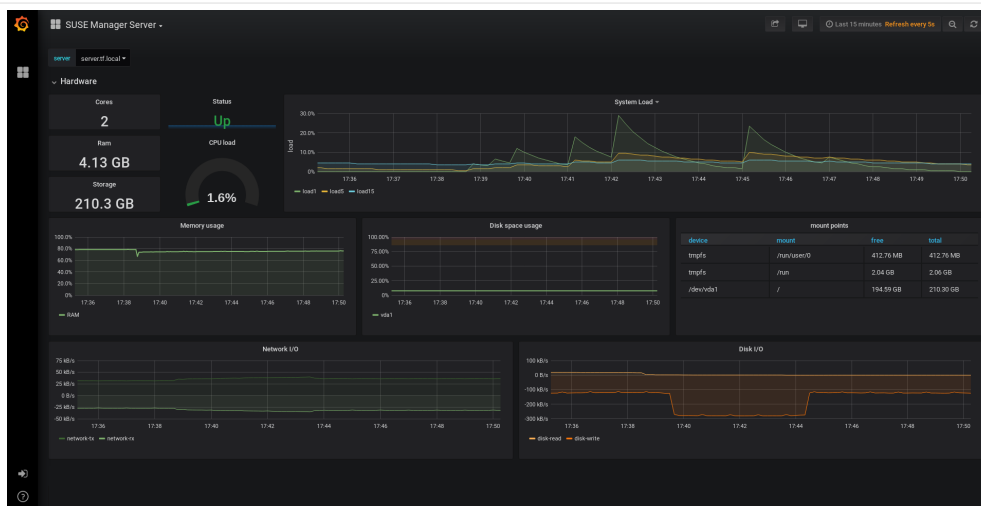 SUSE Manager Server
Last 15 minutes Refresh every 5s
server server.tf.local
Hardware
Cores
2
Status
Up
System Load
30.0%
20.0%
10.0%
0%
load
17:36 17:37 17:38 17:39 17:40 17:41 17:42 17:43 17:44 17:45 17:46 17:47 17:48 17:49 17:50
load1 load5 load15
Ram
4.13 GB
CPU load
1.6%
Storage
210.3 GB
Memory usage
100.0%
80.0%
60.0%
40.0%
20.0%
0%
17:36 17:38 17:40 17:42 17:44 17:46 17:48 17:50
RAM
Disk space usage
100.00%
75.00%
50.00%
25.00%
0%
17:36 17:38 17:40 17:42 17:44 17:46 17:48 17:50
vda1
mount points
device mount free total
tmpfs /run/user/0 412.76 MB 412.76 MB
tmpfs /run 2.04 GB 2.06 GB
/dev/vda1 / 194.59 GB 210.30 GB
Network I/O
75 kB/s
50 kB/s
25 kB/s
0 B/s
-25 kB/s
-50 kB/s
17:36 17:38 17:40 17:42 17:44 17:46 17:48 17:50
network-tx network-rx
Disk I/O
100 kB/s
0 B/s
-100 kB/s
-200 kB/s
-300 kB/s
17:36 17:38 17:40 17:42 17:44 17:46 17:48 17:50
disk-read disk-write